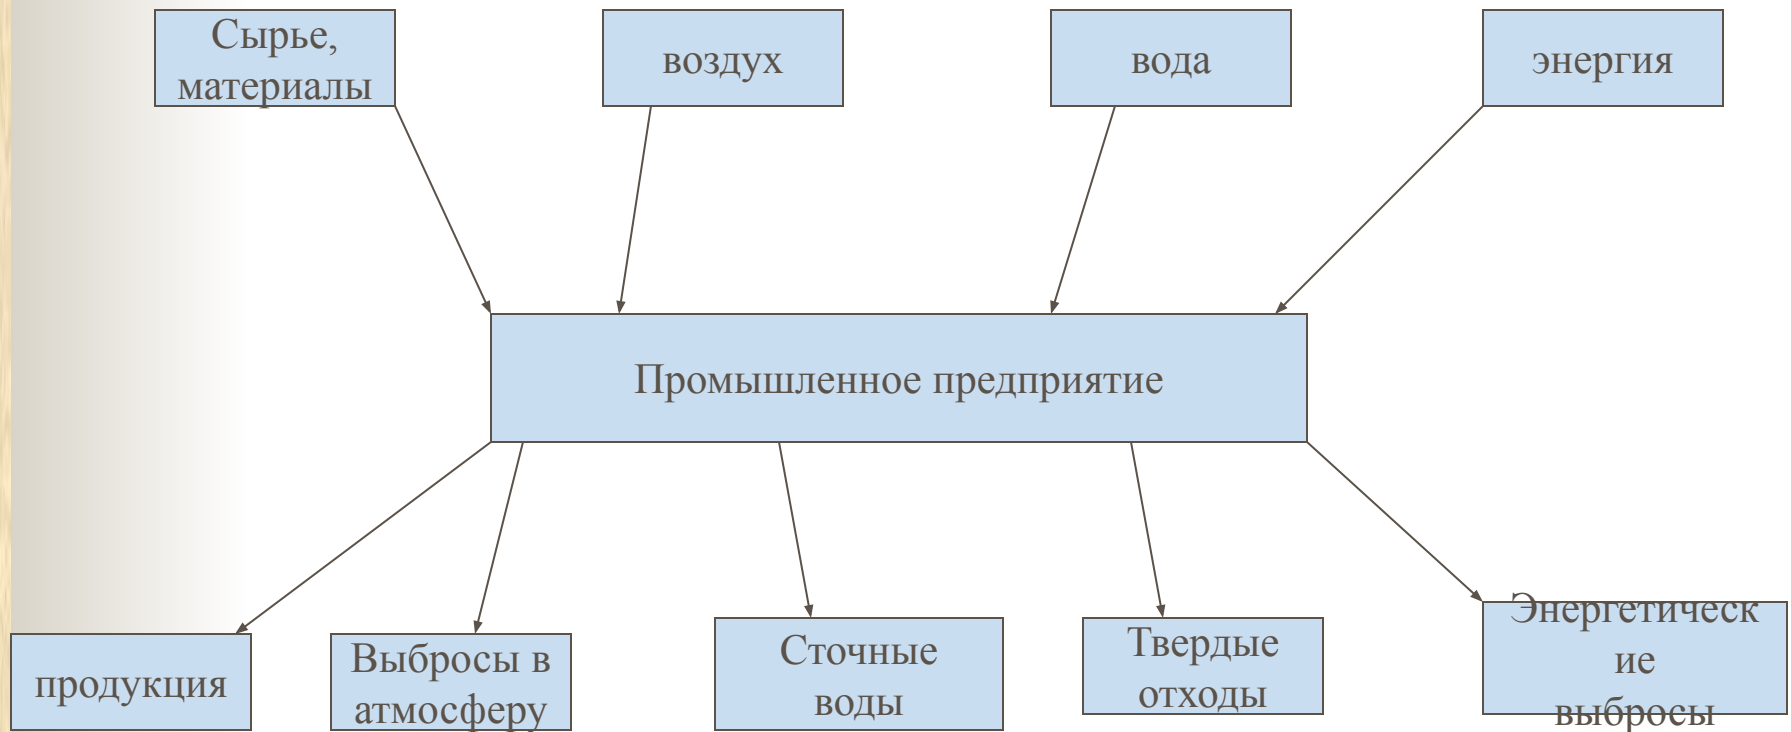 Сырье,
материалы
воздух
вода
энергия
Промышленное предприятие
продукция
Выбросы в
атмосферу
Сточные
воды
Твердые
отходы
Энергетическ
ие
выбросы